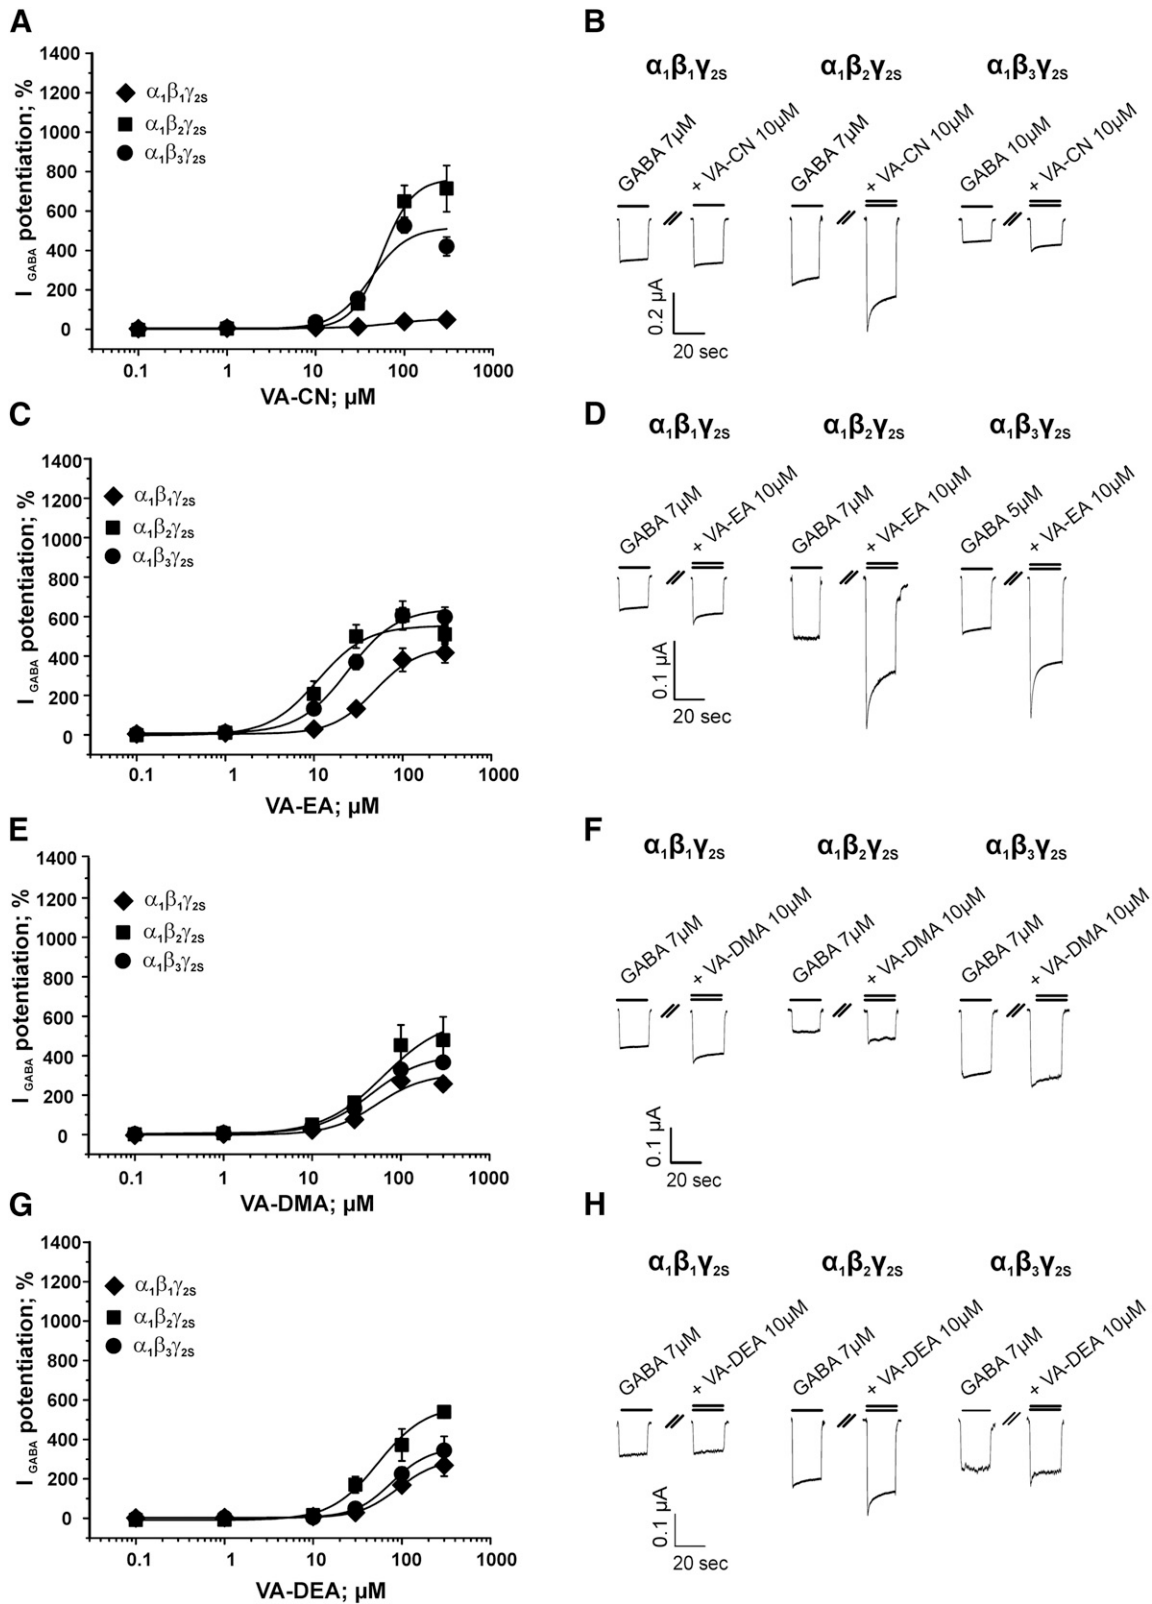 A
1400
1200
1000
800
600
400
200
0
I GABA potentiation; %
α₁β₁γ₂S
α₁β₂γ₂S
α₁β₃γ₂S
0.1 1 10 100 1000
VA-CN; µM
B
α₁β₁γ₂S α₁β₂γ₂S α₁β₃γ₂S
GABA 7µM
+ VA-CN 10µM
GABA 7µM
+ VA-CN 10µM
GABA 10µM
+ VA-CN 10µM
0.2 µA
20 sec
C
1400
1200
1000
800
600
400
200
0
I GABA potentiation; %
α₁β₁γ₂S
α₁β₂γ₂S
α₁β₃γ₂S
0.1 1 10 100 1000
VA-EA; µM
D
α₁β₁γ₂S α₁β₂γ₂S α₁β₃γ₂S
GABA 7µM
+ VA-EA 10µM
GABA 7µM
+ VA-EA 10µM
GABA 5µM
+ VA-EA 10µM
0.1 µA
20 sec
E
1400
1200
1000
800
600
400
200
0
I GABA potentiation; %
α₁β₁γ₂S
α₁β₂γ₂S
α₁β₃γ₂S
0.1 1 10 100 1000
VA-DMA; µM
F
α₁β₁γ₂S α₁β₂γ₂S α₁β₃γ₂S
GABA 7µM
+ VA-DMA 10µM
GABA 7µM
+ VA-DMA 10µM
GABA 7µM
+ VA-DMA 10µM
0.1 µA
20 sec
G
1400
1200
1000
800
600
400
200
0
I GABA potentiation; %
α₁β₁γ₂S
α₁β₂γ₂S
α₁β₃γ₂S
0.1 1 10 100 1000
VA-DEA; µM
H
α₁β₁γ₂S α₁β₂γ₂S α₁β₃γ₂S
GABA 7µM
+ VA-DEA 10µM
GABA 7µM
+ VA-DEA 10µM
GABA 7µM
+ VA-DEA 10µM
0.1 µA
20 sec